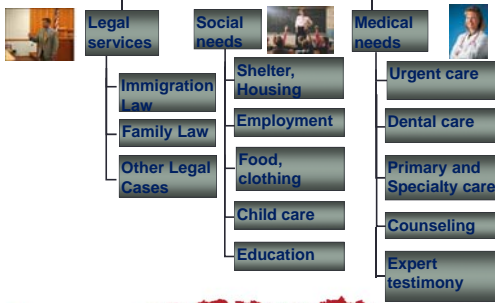 Legal
services
Immigration
Law
Family Law
Other Legal
Cases
Social
needs
Shelter,
Housing
Employment
Food,
clothing
Child care
Education
Medical
needs
Urgent care
Dental care
Primary and
Specialty care
Counseling
Expert
testimony